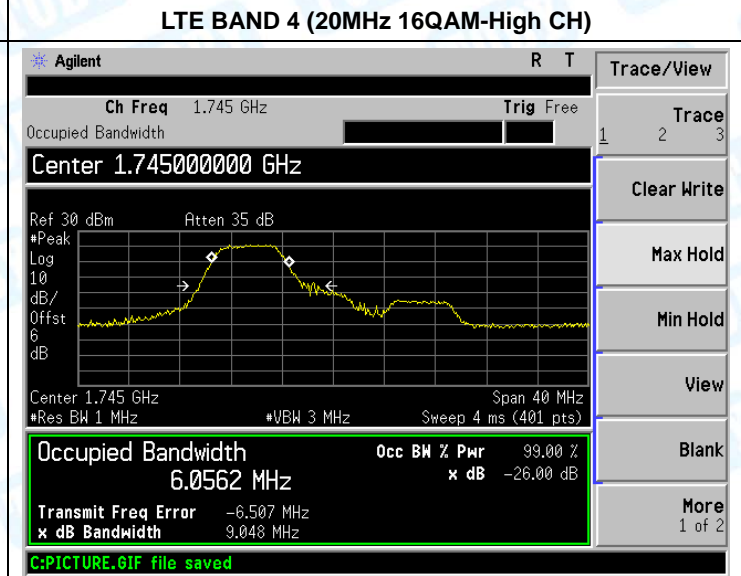 LTE BAND 4 (20MHz 16QAM-High CH)
Agilent R T
Ch Freq 1.745 GHz Trig Free
Occupied Bandwidth
Center 1.745000000 GHz
Ref 30 dBm Atten 35 dB
#Peak
Log
10
dB/
Offst
6
dB
Center 1.745 GHz Span 40 MHz
#Res BW 1 MHz #VBW 3 MHz Sweep 4 ms (401 pts)
Occupied Bandwidth Occ BW % Pwr 99.00 %
6.0562 MHz x dB -26.00 dB
Transmit Freq Error -6.507 MHz
x dB Bandwidth 9.048 MHz
C:PICTURE.GIF file saved
Trace/View
Trace
1 2 3
Clear Write
Max Hold
Min Hold
View
Blank
More
1 of 2